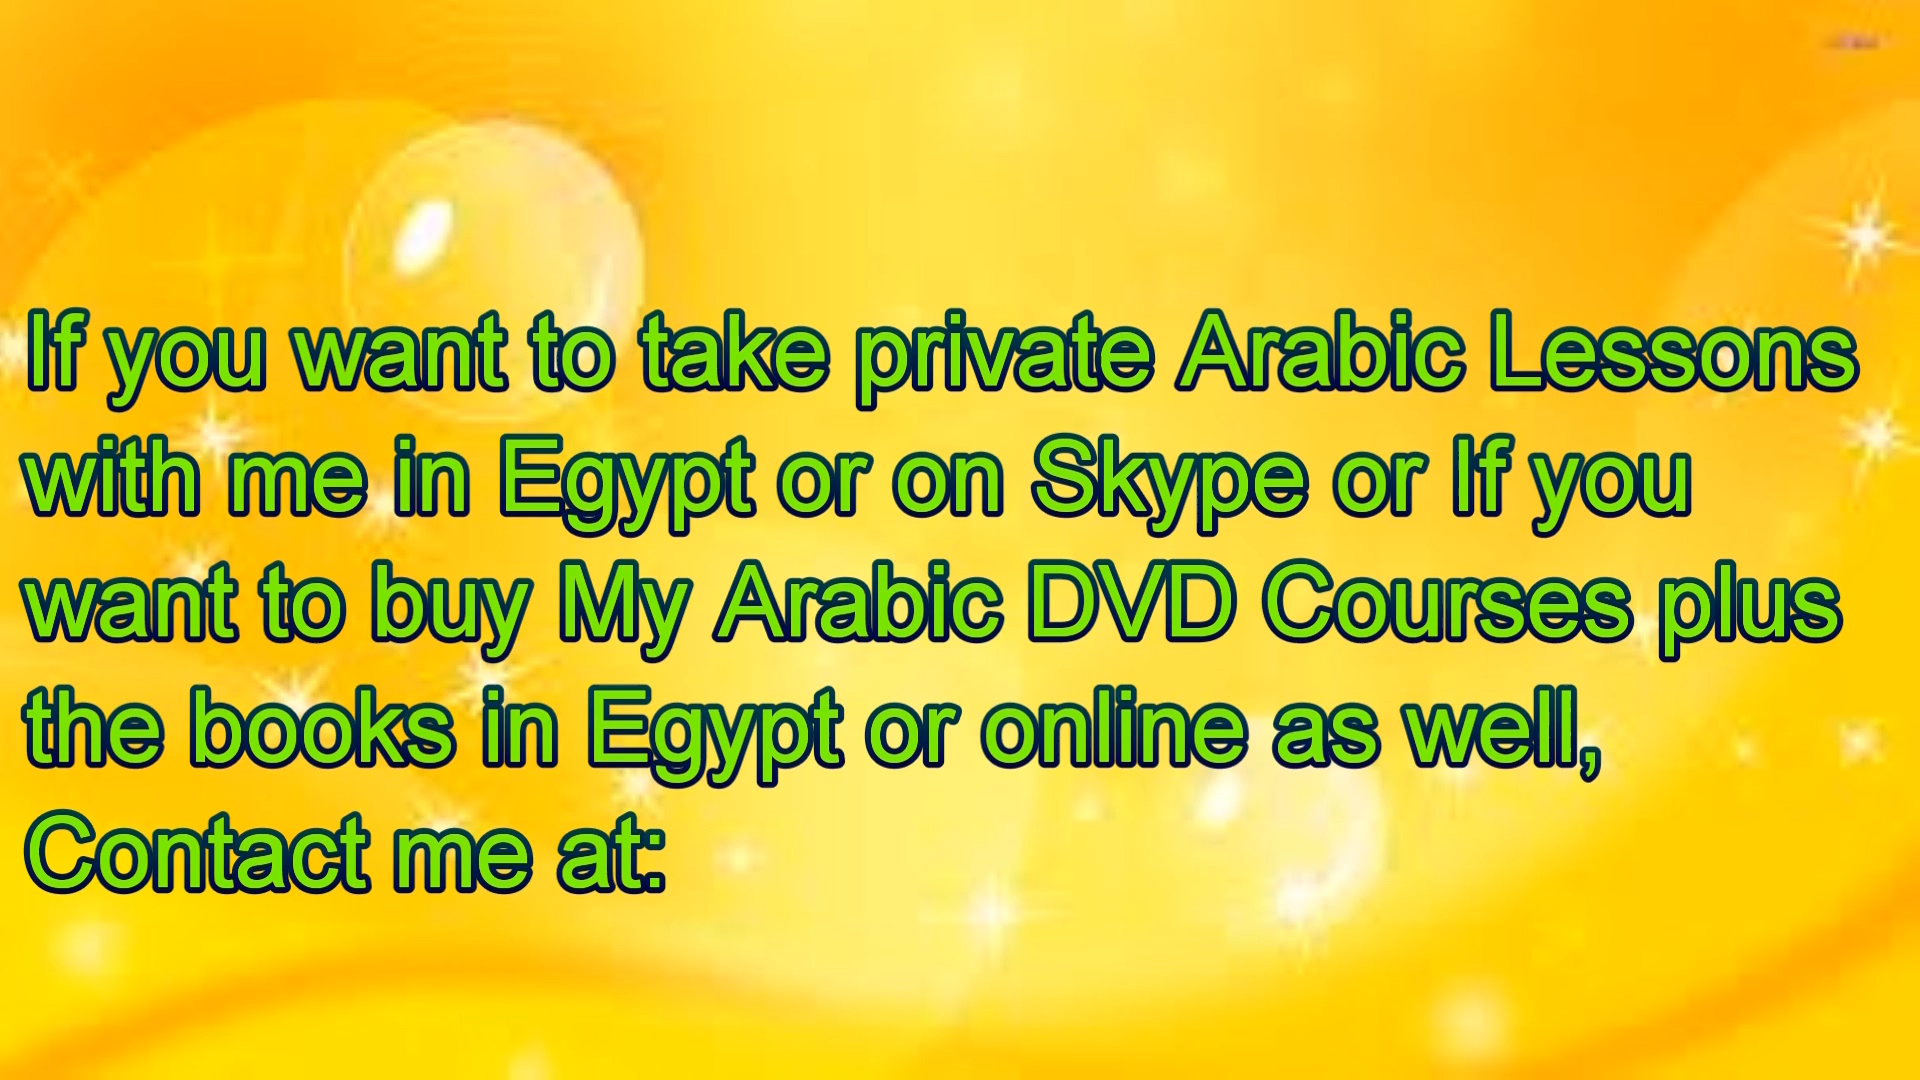 If you want to take private Arabic Lessons
with me in Egypt or on Skype or If you
want to buy My Arabic DVD Courses plus
the books in Egypt or online as well,
Contact me at: